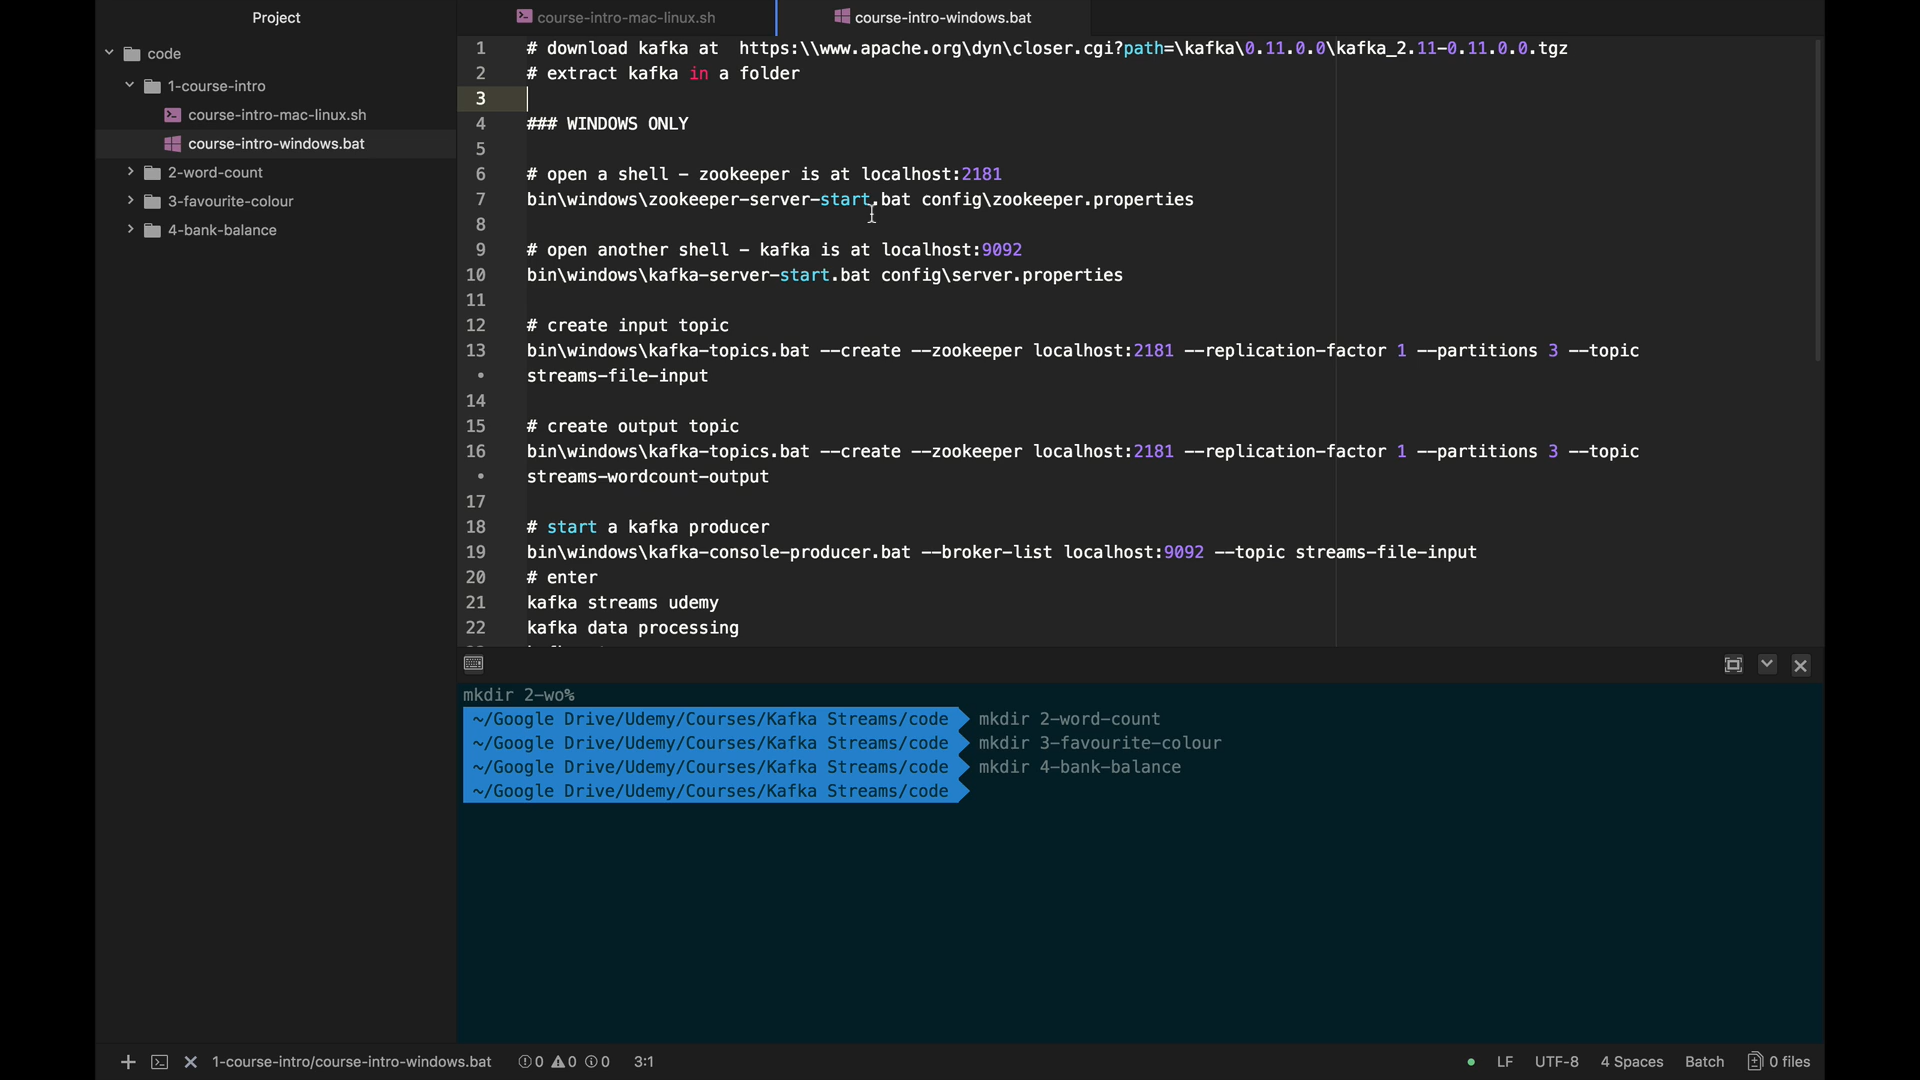 Project
code
1-course-intro
course-intro-mac-linux.sh
course-intro-windows.bat
2-word-count
3-favourite-colour
4-bank-balance
course-intro-mac-linux.sh
course-intro-windows.bat
1 # download kafka at  https:\\www.apache.org\dyn\closer.cgi?path=\kafka\0.11.0.0\kafka_2.11-0.11.0.0.tgz
2 # extract kafka in a folder
3
4 ### WINDOWS ONLY
5
6 # open a shell - zookeeper is at localhost:2181
7 bin\windows\zookeeper-server-start.bat config\zookeeper.properties
8
9 # open another shell - kafka is at localhost:9092
10 bin\windows\kafka-server-start.bat config\server.properties
11
12 # create input topic
13 bin\windows\kafka-topics.bat --create --zookeeper localhost:2181 --replication-factor 1 --partitions 3 --topic
• streams-file-input
14
15 # create output topic
16 bin\windows\kafka-topics.bat --create --zookeeper localhost:2181 --replication-factor 1 --partitions 3 --topic
• streams-wordcount-output
17
18 # start a kafka producer
19 bin\windows\kafka-console-producer.bat --broker-list localhost:9092 --topic streams-file-input
20 # enter
21 kafka streams udemy
22 kafka data processing
mkdir 2-wo%
~/Google Drive/Udemy/Courses/Kafka Streams/code mkdir 2-word-count
~/Google Drive/Udemy/Courses/Kafka Streams/code mkdir 3-favourite-colour
~/Google Drive/Udemy/Courses/Kafka Streams/code mkdir 4-bank-balance
~/Google Drive/Udemy/Courses/Kafka Streams/code
1-course-intro/course-intro-windows.bat 0 0 0 3:1 LF UTF-8 4 Spaces Batch 0 files